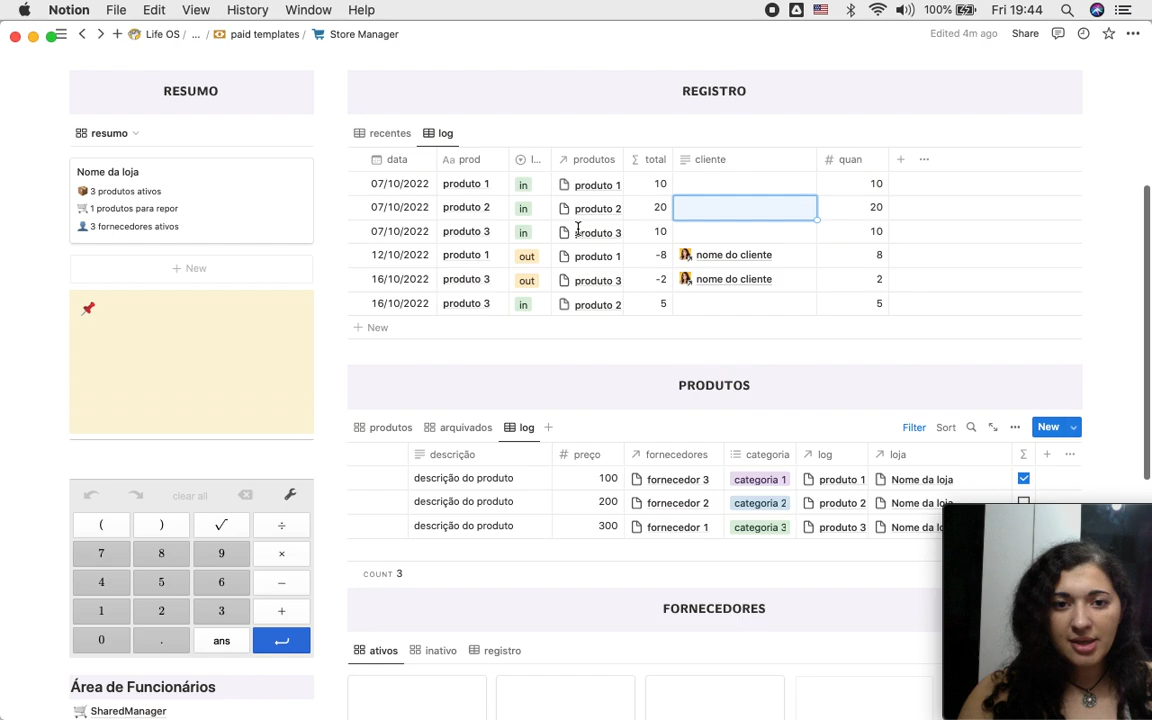 Notion File Edit View History Window Help 100% Fri 19:44
Life OS / ... / paid templates / Store Manager Edited 4m ago Share
RESUMO
resumo
Nome da loja
3 produtos ativos
1 produtos para repor
3 fornecedores ativos
+ New
clear all
( ) √ ÷
7 8 9 ×
4 5 6 −
1 2 3 +
0 . ans
Área de Funcionários
SharedManager
REGISTRO
recentes log
data Aa prod I... produtos Σ total cliente # quan + ...
07/10/2022 produto 1 in produto 1 10 10
07/10/2022 produto 2 in produto 2 20 20
07/10/2022 produto 3 in produto 3 10 10
12/10/2022 produto 1 out produto 1 -8 nome do cliente 8
16/10/2022 produto 3 out produto 3 -2 nome do cliente 2
16/10/2022 produto 3 in produto 2 5 5
+ New
PRODUTOS
produtos arquivados log + Filter Sort ... New
descrição # preço fornecedores categoria log loja Σ + ...
descrição do produto 100 fornecedor 3 categoria 1 produto 1 Nome da loja
descrição do produto 200 fornecedor 2 categoria 2 produto 2 Nome da loja
descrição do produto 300 fornecedor 1 categoria 3 produto 3 Nome da lo
COUNT 3
FORNECEDORES
ativos inativo registro